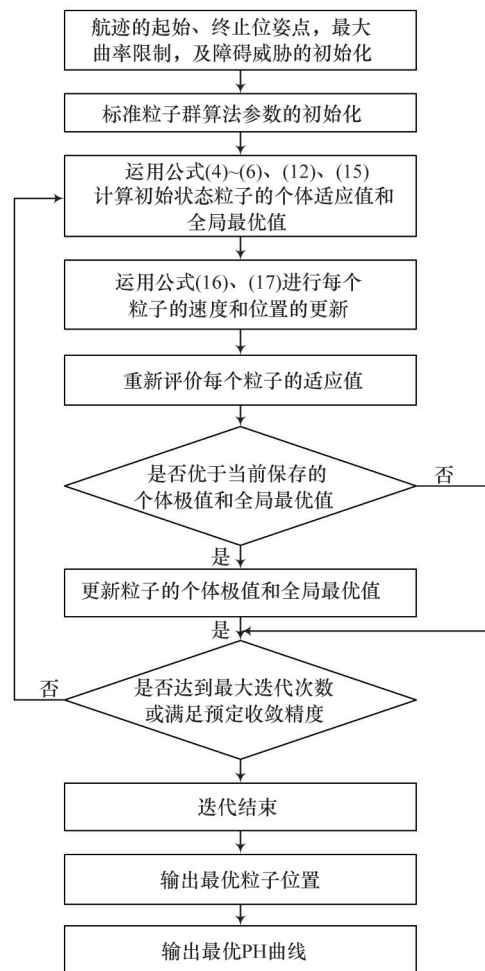 航迹的起始、终止位姿点，最大
曲率限制，及障碍威胁的初始化
标准粒子群算法参数的初始化
运用公式(4)~(6)、(12)、(15)
计算初始状态粒子的个体适应值和
全局最优值
运用公式(16)、(17)进行每个
粒子的速度和位置的更新
重新评价每个粒子的适应值
是否优于当前保存的
个体极值和全局最优值
否
是
更新粒子的个体极值和全局最优值
是
否
是否达到最大迭代次数
或满足预定收敛精度
迭代结束
输出最优粒子位置
输出最优PH曲线